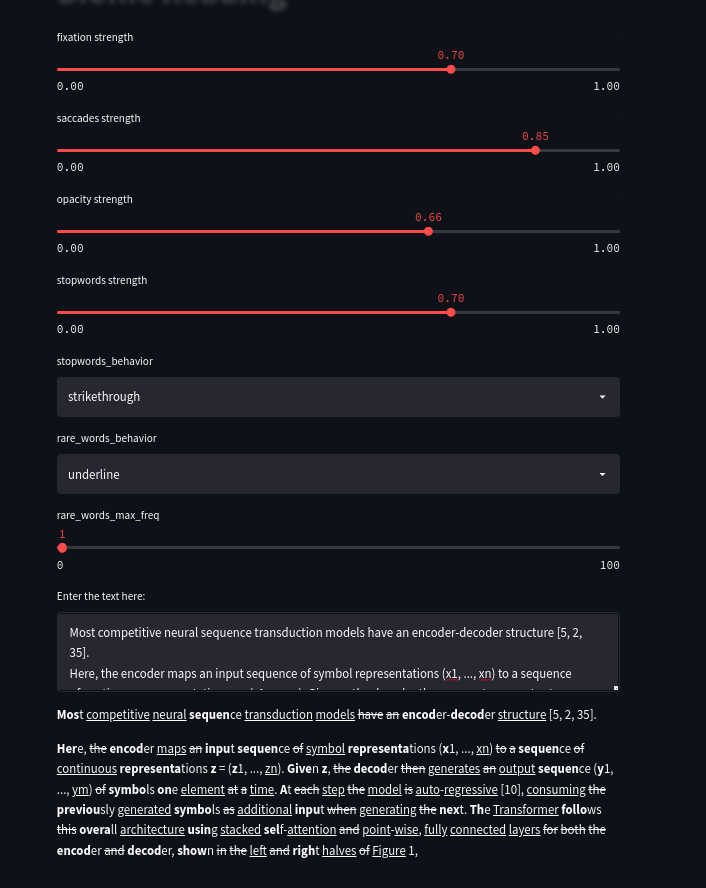 fixation strength
0.70
0.00 1.00
saccades strength
0.85
0.00 1.00
opacity strength
0.66
0.00 1.00
stopwords strength
0.70
0.00 1.00
stopwords_behavior
strikethrough
rare_words_behavior
underline
rare_words_max_freq
1
0 100
Enter the text here:
Most competitive neural sequence transduction models have an encoder-decoder structure [5, 2,
35].
Here, the encoder maps an input sequence of symbol representations (x1, ..., xn) to a sequence
Most competitive neural sequence transduction models have an encoder-decoder structure [5, 2, 35].
Here, the encoder maps an input sequence of symbol representations (x1, ..., xn) to a sequence of
continuous representations z = (z1, ..., zn). Given z, the decoder then generates an output sequence (y1,
..., ym) of symbols one element at a time. At each step the model is auto-regressive [10], consuming the
previously generated symbols as additional input when generating the next. The Transformer follows
this overall architecture using stacked self-attention and point-wise, fully connected layers for both the
encoder and decoder, shown in the left and right halves of Figure 1,